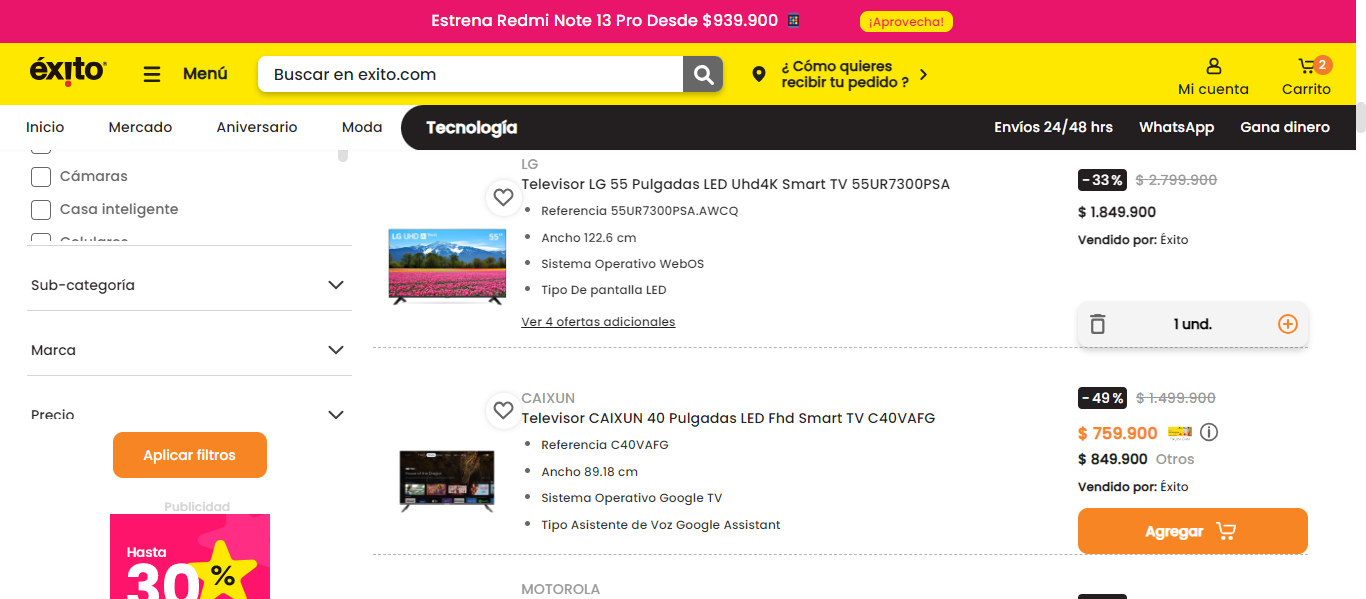 Estrena Redmi Note 13 Pro Desde $939.900
¡Aprovecha!
éxito
Menú
Buscar en exito.com
¿ Cómo quieres
recibir tu pedido ?
Mi cuenta
2
Carrito
Inicio
Mercado
Aniversario
Moda
Tecnología
Envíos 24/48 hrs
WhatsApp
Gana dinero
Cámaras
Casa inteligente
Celulares
Sub-categoría
Marca
Precio
Aplicar filtros
Publicidad
Hasta
30%
LG
Televisor LG 55 Pulgadas LED Uhd4K Smart TV 55UR7300PSA
Referencia 55UR7300PSA.AWCQ
Ancho 122.6 cm
Sistema Operativo WebOS
Tipo De pantalla LED
Ver 4 ofertas adicionales
LG UHD
55"
-33%
$ 2.799.900
$ 1.849.900
Vendido por: Éxito
1 und.
CAIXUN
Televisor CAIXUN 40 Pulgadas LED Fhd Smart TV C40VAFG
Referencia C40VAFG
Ancho 89.18 cm
Sistema Operativo Google TV
Tipo Asistente de Voz Google Assistant
-49%
$ 1.499.900
$ 759.900
$ 849.900 Otros
Vendido por: Éxito
Agregar
MOTOROLA